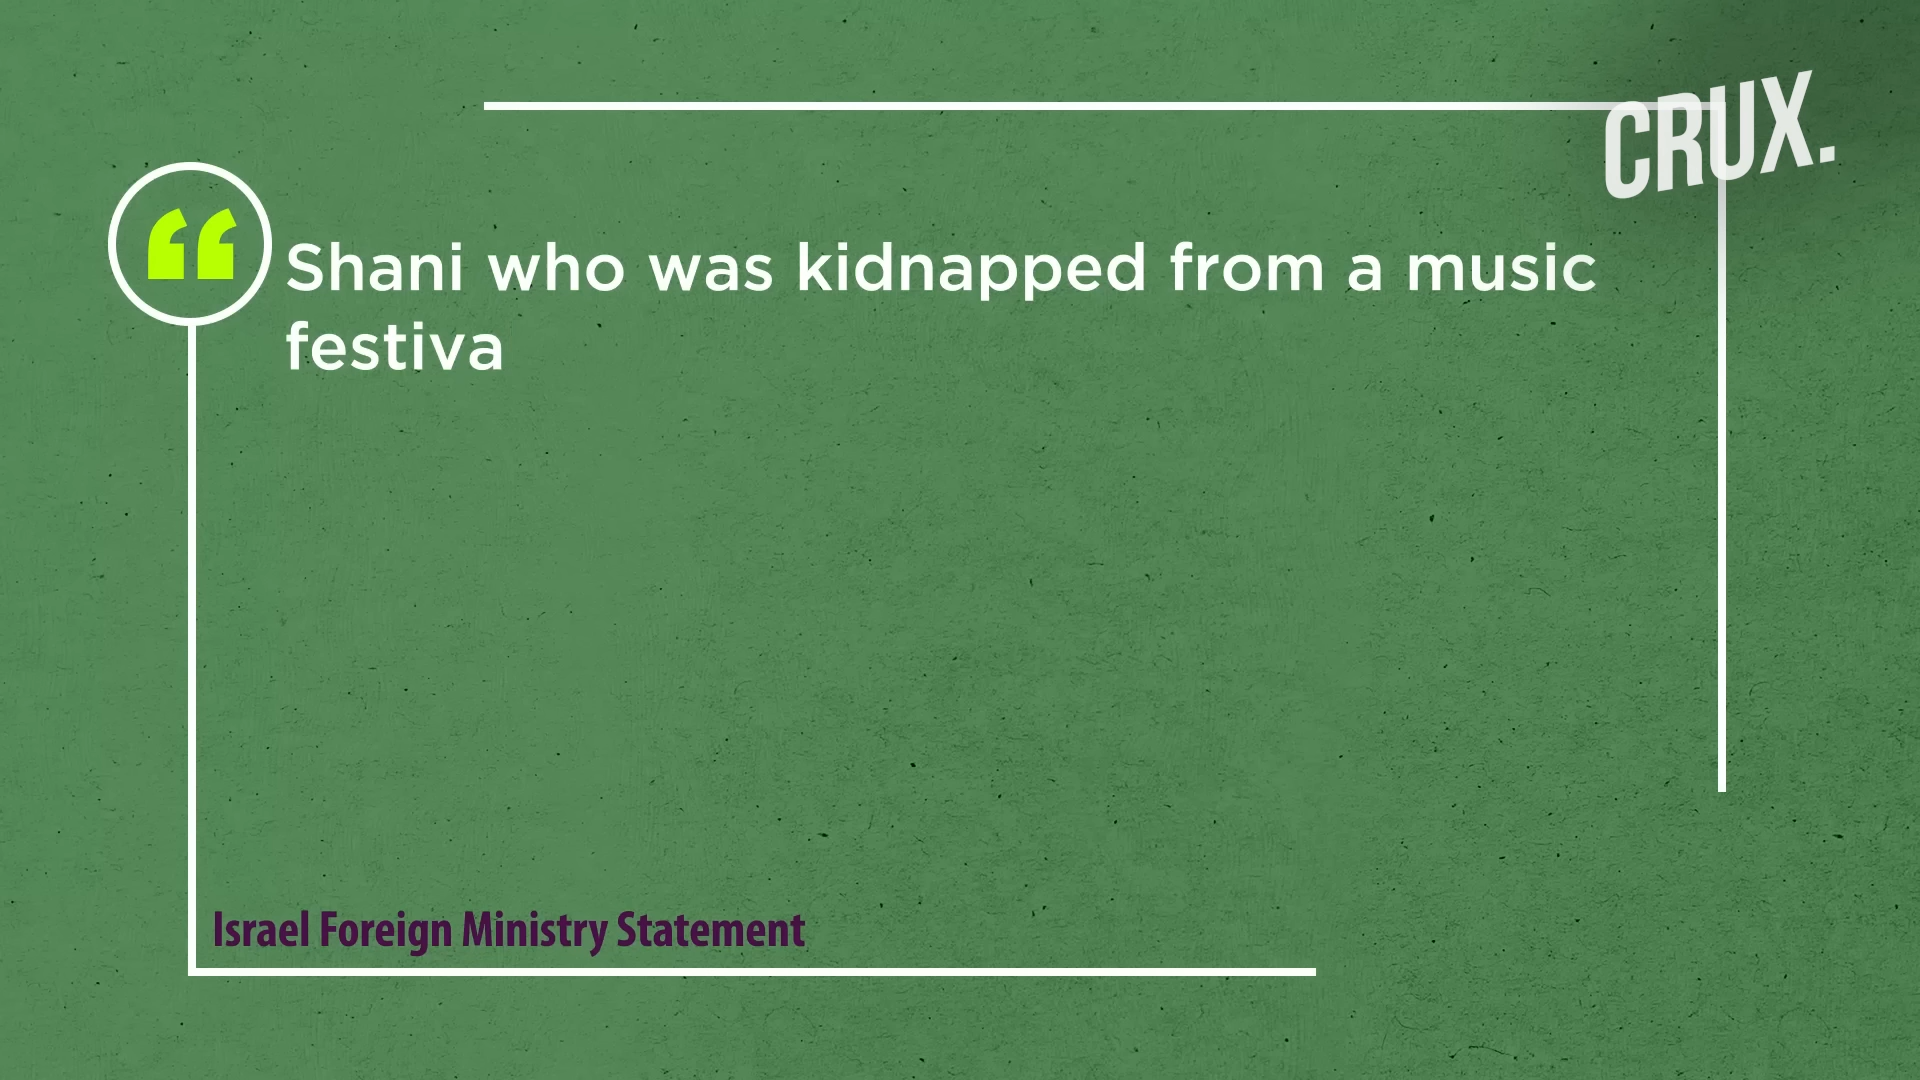 CRUX.
Shani who was kidnapped from a music
festiva
Israel Foreign Ministry Statement